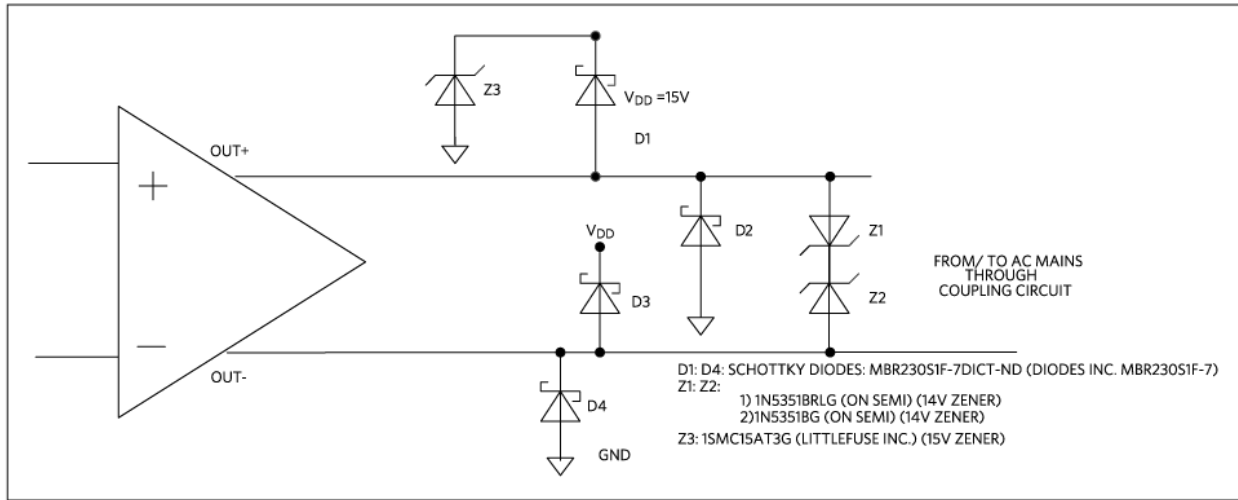 Z3
VDD =15V
D1
OUT+
+
D2
Z1
VDD
FROM/ TO AC MAINS
THROUGH
COUPLING CIRCUIT
D3
Z2
−
OUT-
D1: D4: SCHOTTKY DIODES: MBR230S1F-7DICT-ND (DIODES INC. MBR230S1F-7)
Z1: Z2:
1) 1N5351BRLG (ON SEMI) (14V ZENER)
2)1N5351BG (ON SEMI) (14V ZENER)
D4
Z3: 1SMC15AT3G (LITTLEFUSE INC.) (15V ZENER)
GND